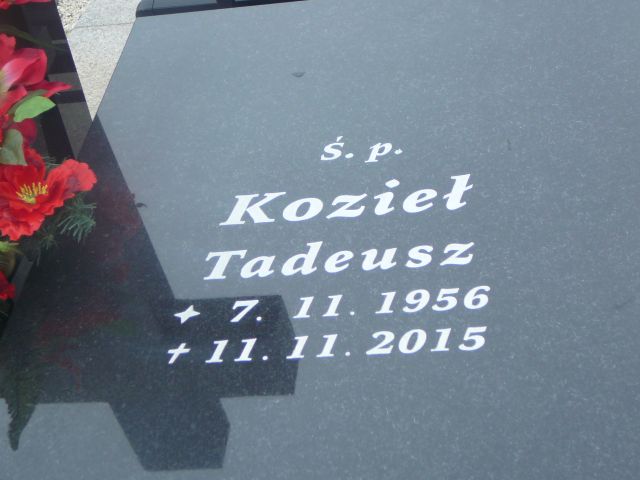 ś. p.
Kozieł
Tadeusz
✦ 7. 11. 1956
✝ 11. 11. 2015